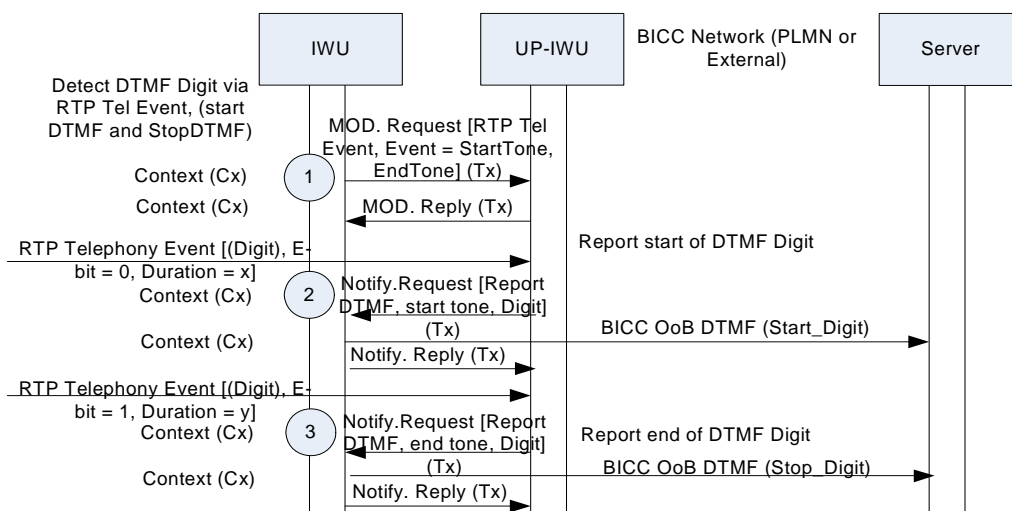 IWU
UP-IWU
BICC Network (PLMN or
External)
Server
Detect DTMF Digit via
RTP Tel Event, (start
DTMF and StopDTMF)
MOD. Request [RTP Tel
Event, Event = StartTone,
EndTone] (Tx)
Context (Cx)
1
Context (Cx)
MOD. Reply (Tx)
RTP Telephony Event [(Digit), E-
bit = 0, Duration = x]
Report start of DTMF Digit
Context (Cx)
2
Notify.Request [Report
DTMF, start tone, Digit]
(Tx)
Context (Cx)
BICC OoB DTMF (Start_Digit)
Notify. Reply (Tx)
RTP Telephony Event [(Digit), E-
bit = 1, Duration = y]
Context (Cx)
3
Notify.Request [Report
DTMF, end tone, Digit]
(Tx)
Report end of DTMF Digit
Context (Cx)
BICC OoB DTMF (Stop_Digit)
Notify. Reply (Tx)